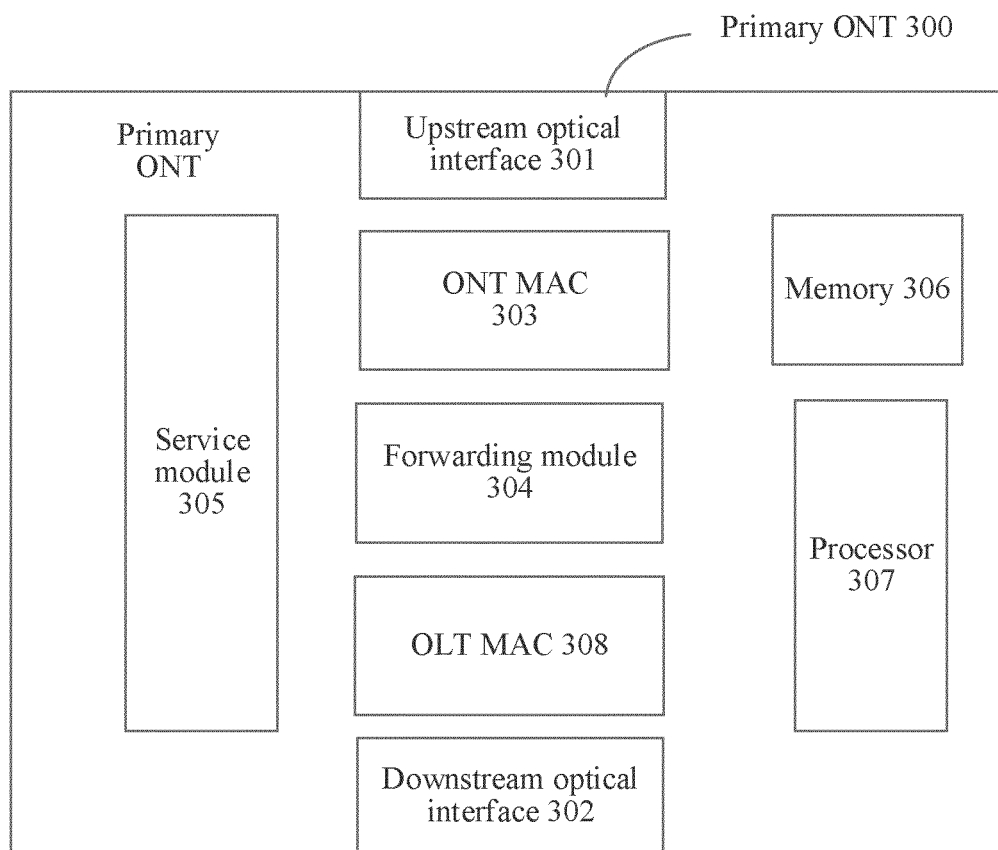 Primary ONT 300
Primary
ONT
Upstream optical
interface 301
ONT MAC
303
Memory 306
Service
module
305
Forwarding module
304
Processor
307
OLT MAC 308
Downstream optical
interface 302